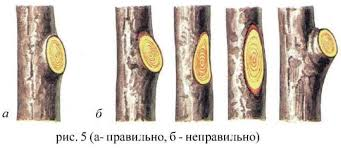 а б
рис. 5 (а- правильно, б - неправильно)